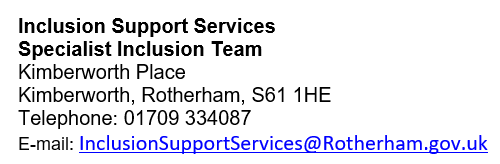 Inclusion Support Services
Specialist Inclusion Team
Kimberworth Place
Kimberworth, Rotherham, S61 1HE
Telephone: 01709 334087
E-mail: InclusionSupportServices@Rotherham.gov.uk